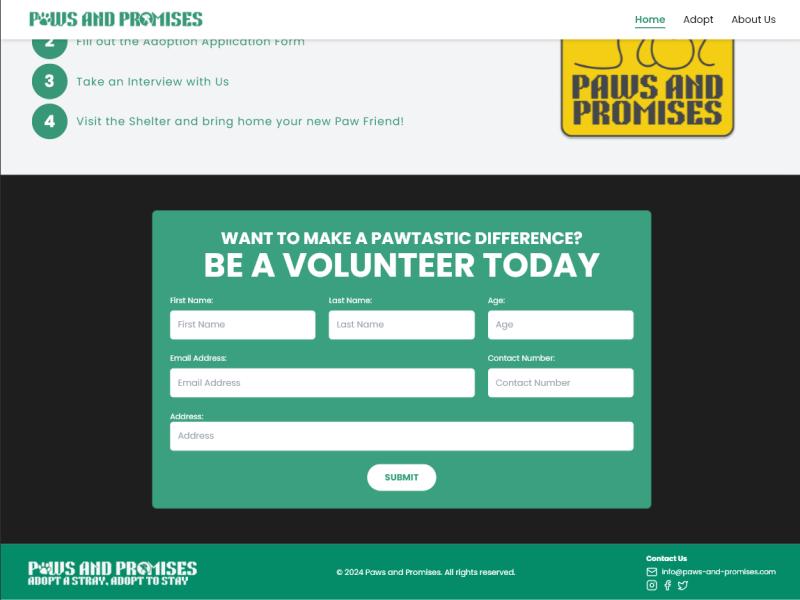 PAWS AND PROMISES
Home Adopt About Us
2 Fill out the Adoption Application Form
3 Take an Interview with Us
4 Visit the Shelter and bring home your new Paw Friend!
PAWS AND
PROMISES
WANT TO MAKE A PAWTASTIC DIFFERENCE?
BE A VOLUNTEER TODAY
First Name: Last Name: Age:
First Name Last Name Age
Email Address: Contact Number:
Email Address Contact Number
Address:
Address
SUBMIT
PAWS AND PROMISES
ADOPT A STRAY, ADOPT TO STAY
© 2024 Paws and Promises. All rights reserved.
Contact Us
info@paws-and-promises.com